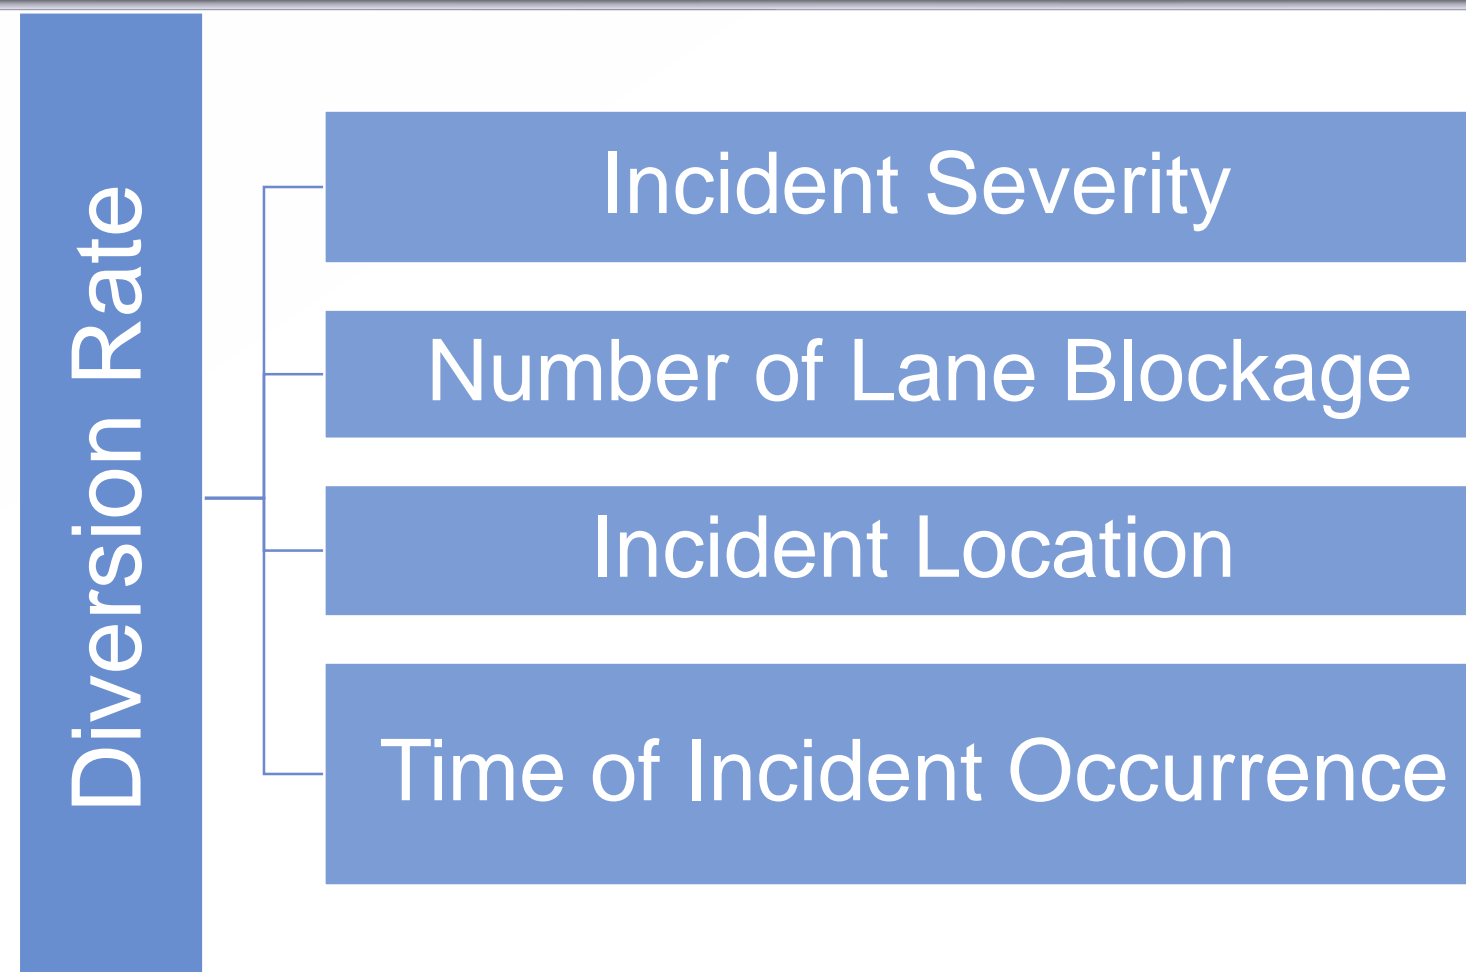 Diversion Rate
Incident Severity
Number of Lane Blockage
Incident Location
Time of Incident Occurrence